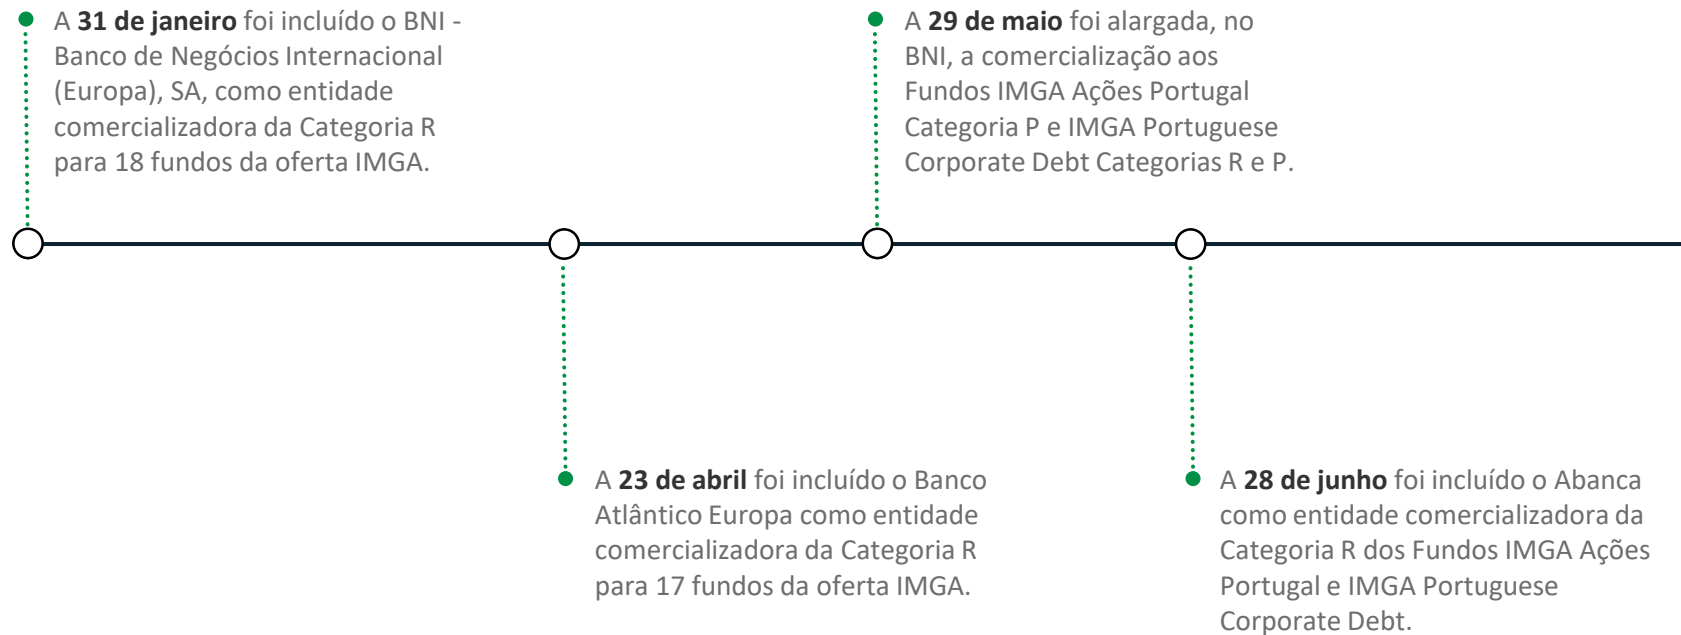 A 31 de janeiro foi incluído o BNI -
Banco de Negócios Internacional
(Europa), SA, como entidade
comercializadora da Categoria R
para 18 fundos da oferta IMGA.
A 23 de abril foi incluído o Banco
Atlântico Europa como entidade
comercializadora da Categoria R
para 17 fundos da oferta IMGA.
A 29 de maio foi alargada, no
BNI, a comercialização aos
Fundos IMGA Ações Portugal
Categoria P e IMGA Portuguese
Corporate Debt Categorias R e P.
A 28 de junho foi incluído o Abanca
como entidade comercializadora da
Categoria R dos Fundos IMGA Ações
Portugal e IMGA Portuguese
Corporate Debt.